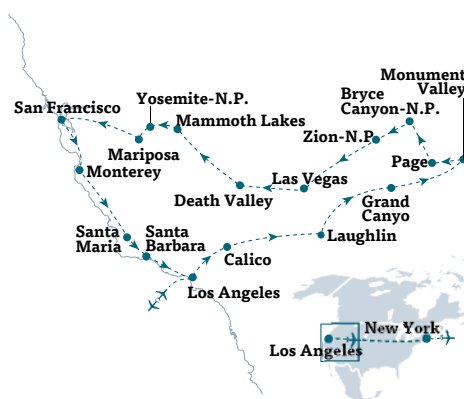 Monument
Valley
Bryce
Canyon-N.P.
Yosemite-N.P.
San Francisco
Mammoth Lakes
Zion-N.P
Mariposa
Page
Monterey
Las Vegas
Death Valley
Grand
Canyo
Santa
Maria
Santa
Barbara
Laughlin
Calico
Los Angeles
New York
Los Angeles